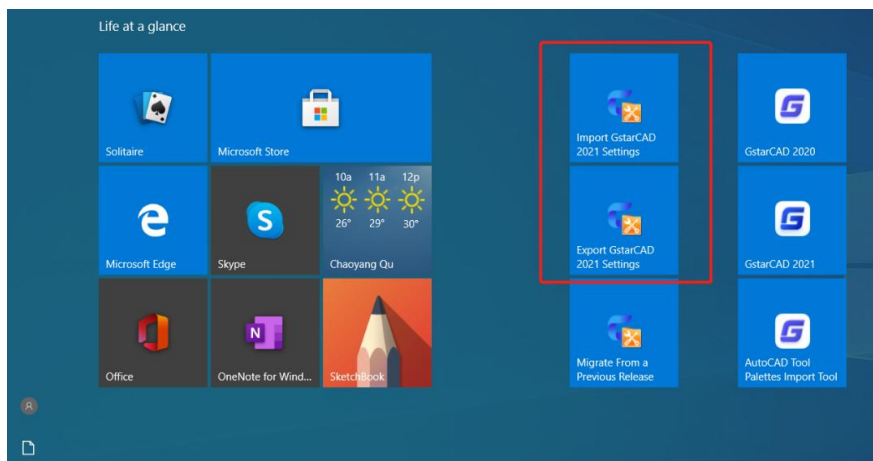 Life at a glance
Solitaire
Microsoft Store
Import GstarCAD
2021 Settings
GstarCAD 2020
10a 11a 12p
26° 29° 30°
Microsoft Edge
Skype
Chaoyang Qu
Export GstarCAD
2021 Settings
GstarCAD 2021
Office
OneNote for Wind...
SketchBook
Migrate From a
Previous Release
AutoCAD Tool
Palettes Import Tool